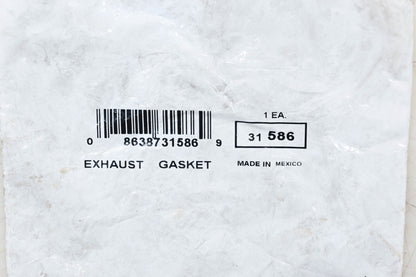 1 EA.
31 586
0 8638731586 9
EXHAUST GASKET
MADE IN MEXICO